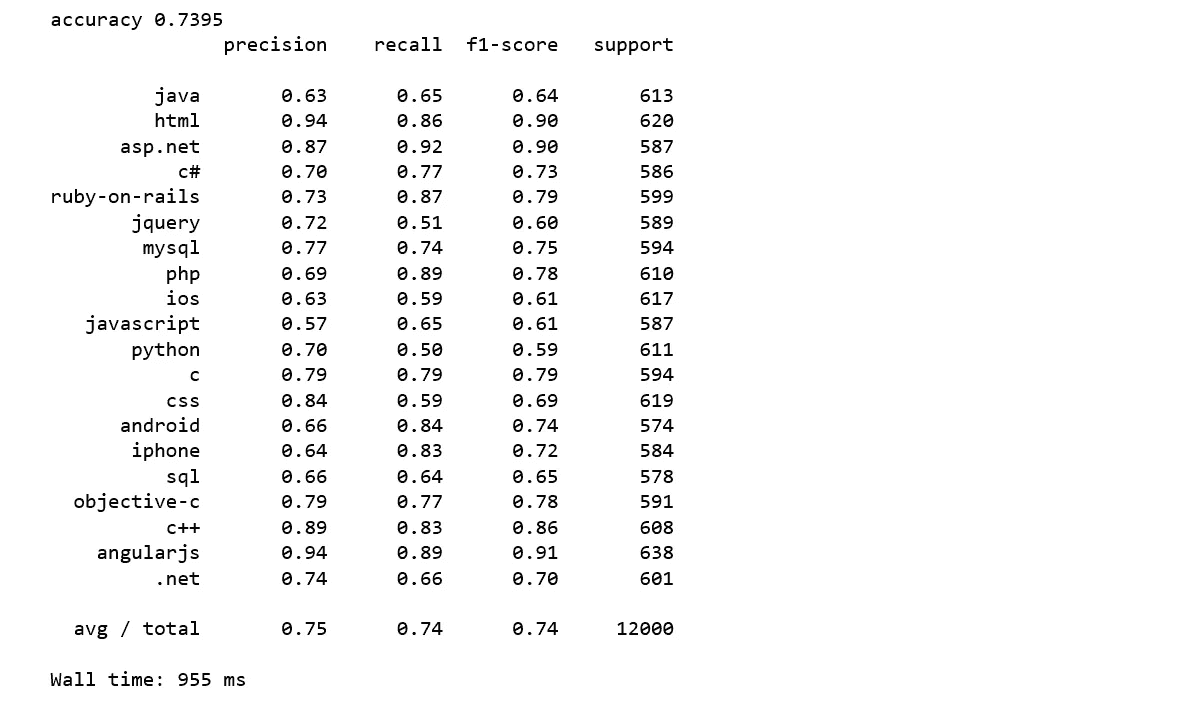 accuracy 0.7395
precision recall f1-score support
java 0.63 0.65 0.64 613
html 0.94 0.86 0.90 620
asp.net 0.87 0.92 0.90 587
c# 0.70 0.77 0.73 586
ruby-on-rails 0.73 0.87 0.79 599
jquery 0.72 0.51 0.60 589
mysql 0.77 0.74 0.75 594
php 0.69 0.89 0.78 610
ios 0.63 0.59 0.61 617
javascript 0.57 0.65 0.61 587
python 0.70 0.50 0.59 611
c 0.79 0.79 0.79 594
css 0.84 0.59 0.69 619
android 0.66 0.84 0.74 574
iphone 0.64 0.83 0.72 584
sql 0.66 0.64 0.65 578
objective-c 0.79 0.77 0.78 591
c++ 0.89 0.83 0.86 608
angularjs 0.94 0.89 0.91 638
.net 0.74 0.66 0.70 601
avg / total 0.75 0.74 0.74 12000
Wall time: 955 ms